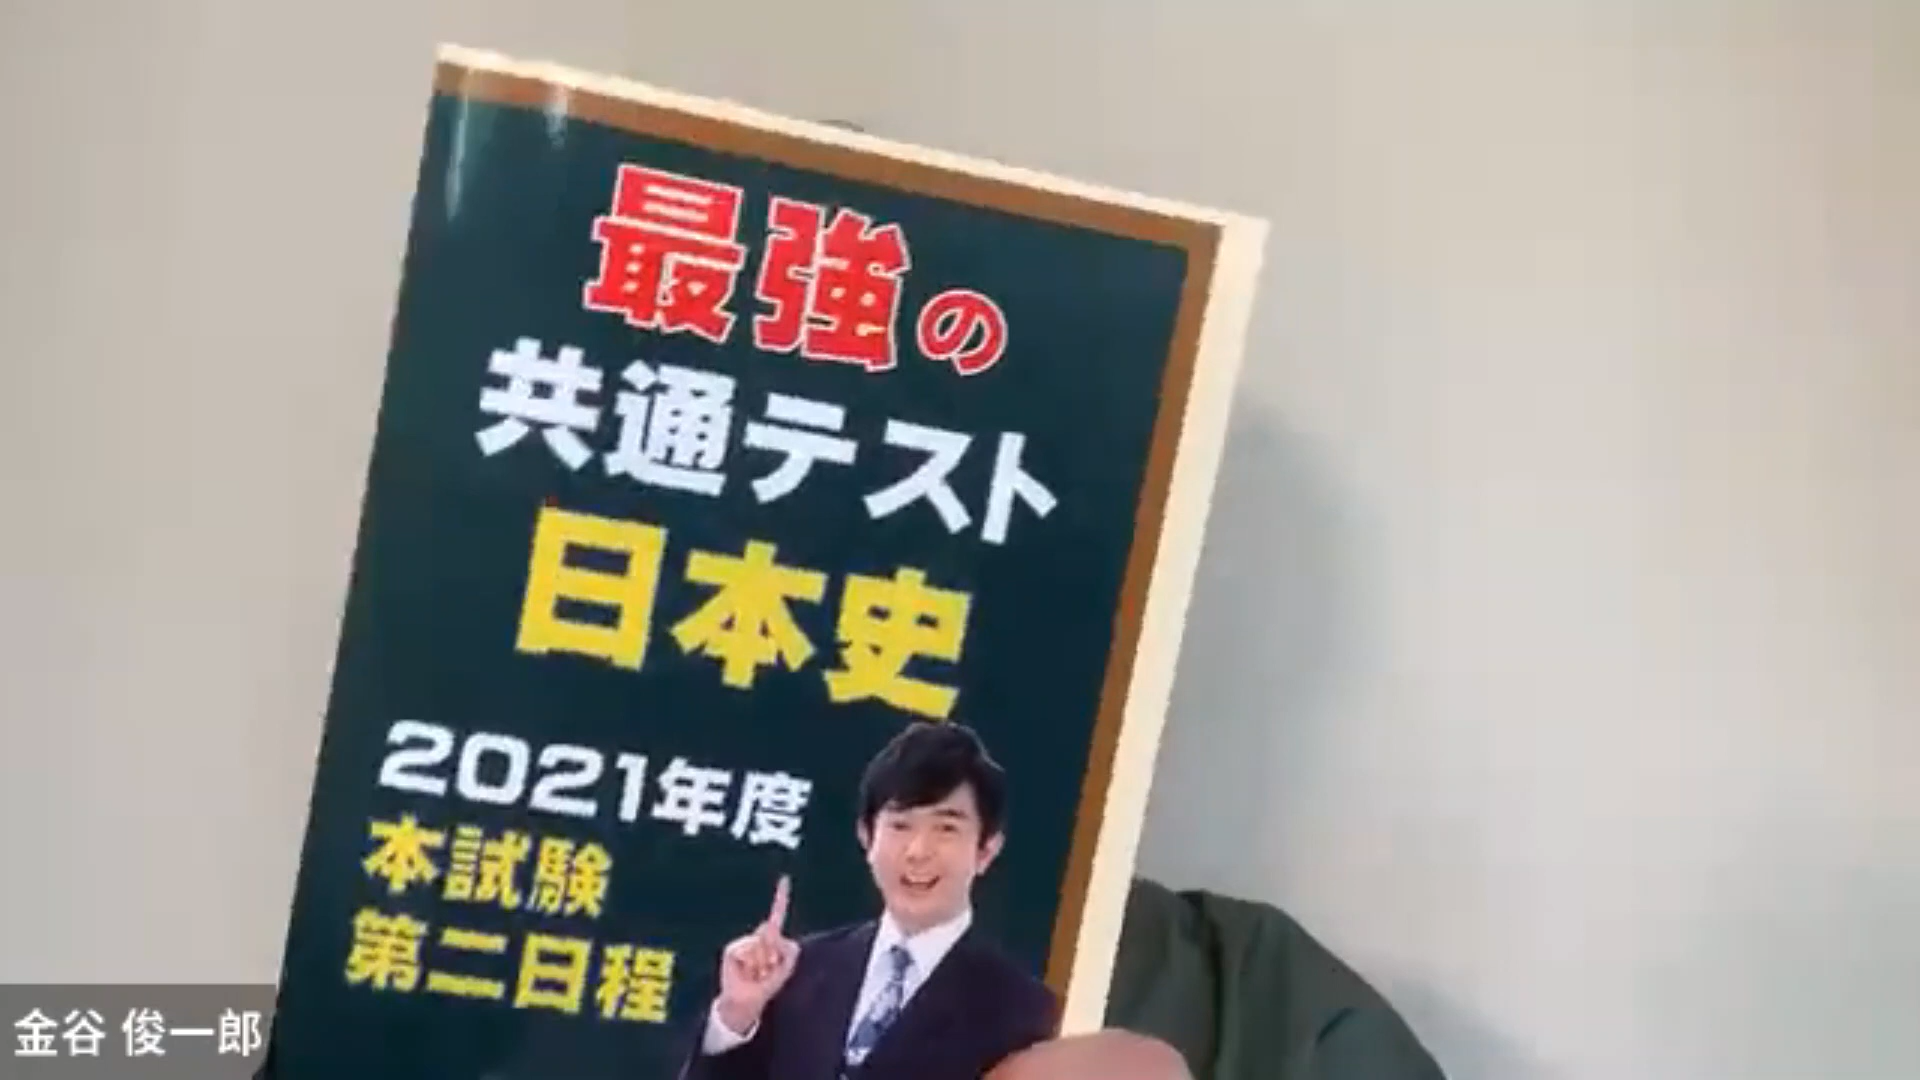 最強の
共通テスト
日本史
2021年度
本試験
第二日程
金谷 俊一郎